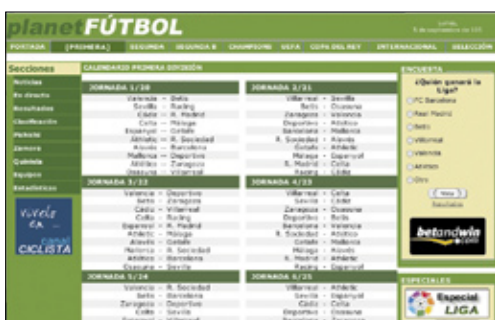 planetFÚTBOL
PORTADA [PRIMERA] SEGUNDA SEGUNDA B CHAMPIONS UEFA COPA DEL REY INTERNACIONAL SELECCIÓN
Secciones
Noticias
En directo
Resultados
Clasificación
Pichichi
Zamora
Quiniela
Equipos
Estadísticas
vívelo
en
canal
CICLISTA
CALENDARIO PRIMERA DIVISIÓN
JORNADA 1/20
Valencia - Betis
Sevilla - Racing
Cádiz - R. Madrid
Celta - Málaga
Espanyol - Getafe
Athletic - R. Sociedad
Alavés - Barcelona
Mallorca - Deportivo
Atlético - Zaragoza
Osasuna - Villarreal
JORNADA 2/21
Villarreal - Sevilla
Betis - Osasuna
Zaragoza - Valencia
Deportivo - Atlético
Barcelona - Mallorca
R. Sociedad - Alavés
Getafe - Athletic
Málaga - Espanyol
R. Madrid - Celta
Racing - Cádiz
JORNADA 3/22
Valencia - Deportivo
Betis - Zaragoza
Cádiz - Villarreal
Celta - Racing
Espanyol - R. Madrid
Athletic - Málaga
Alavés - Getafe
Mallorca - R. Sociedad
Atlético - Barcelona
Osasuna - Sevilla
JORNADA 4/23
Villarreal - Celta
Sevilla - Cádiz
Zaragoza - Osasuna
Deportivo - Betis
Barcelona - Valencia
R. Sociedad - Atlético
Getafe - Mallorca
Málaga - Alavés
R. Madrid - Athletic
Racing - Espanyol
JORNADA 5/24
Valencia - R. Sociedad
Betis - Barcelona
Zaragoza - Deportivo
Celta - Sevilla
JORNADA 6/25
Villarreal - Athletic
Sevilla - Espanyol
Cádiz - Celta
Deportivo - Osasuna
Barcelona - Zaragoza
ENCUESTA
¿Quién ganará la
Liga?
FC Barcelona
Real Madrid
Betis
Villarreal
Valencia
Atlético
Otro
Vota
Resultados
betandwin
.com
ESPECIALES
Especial
LIGA